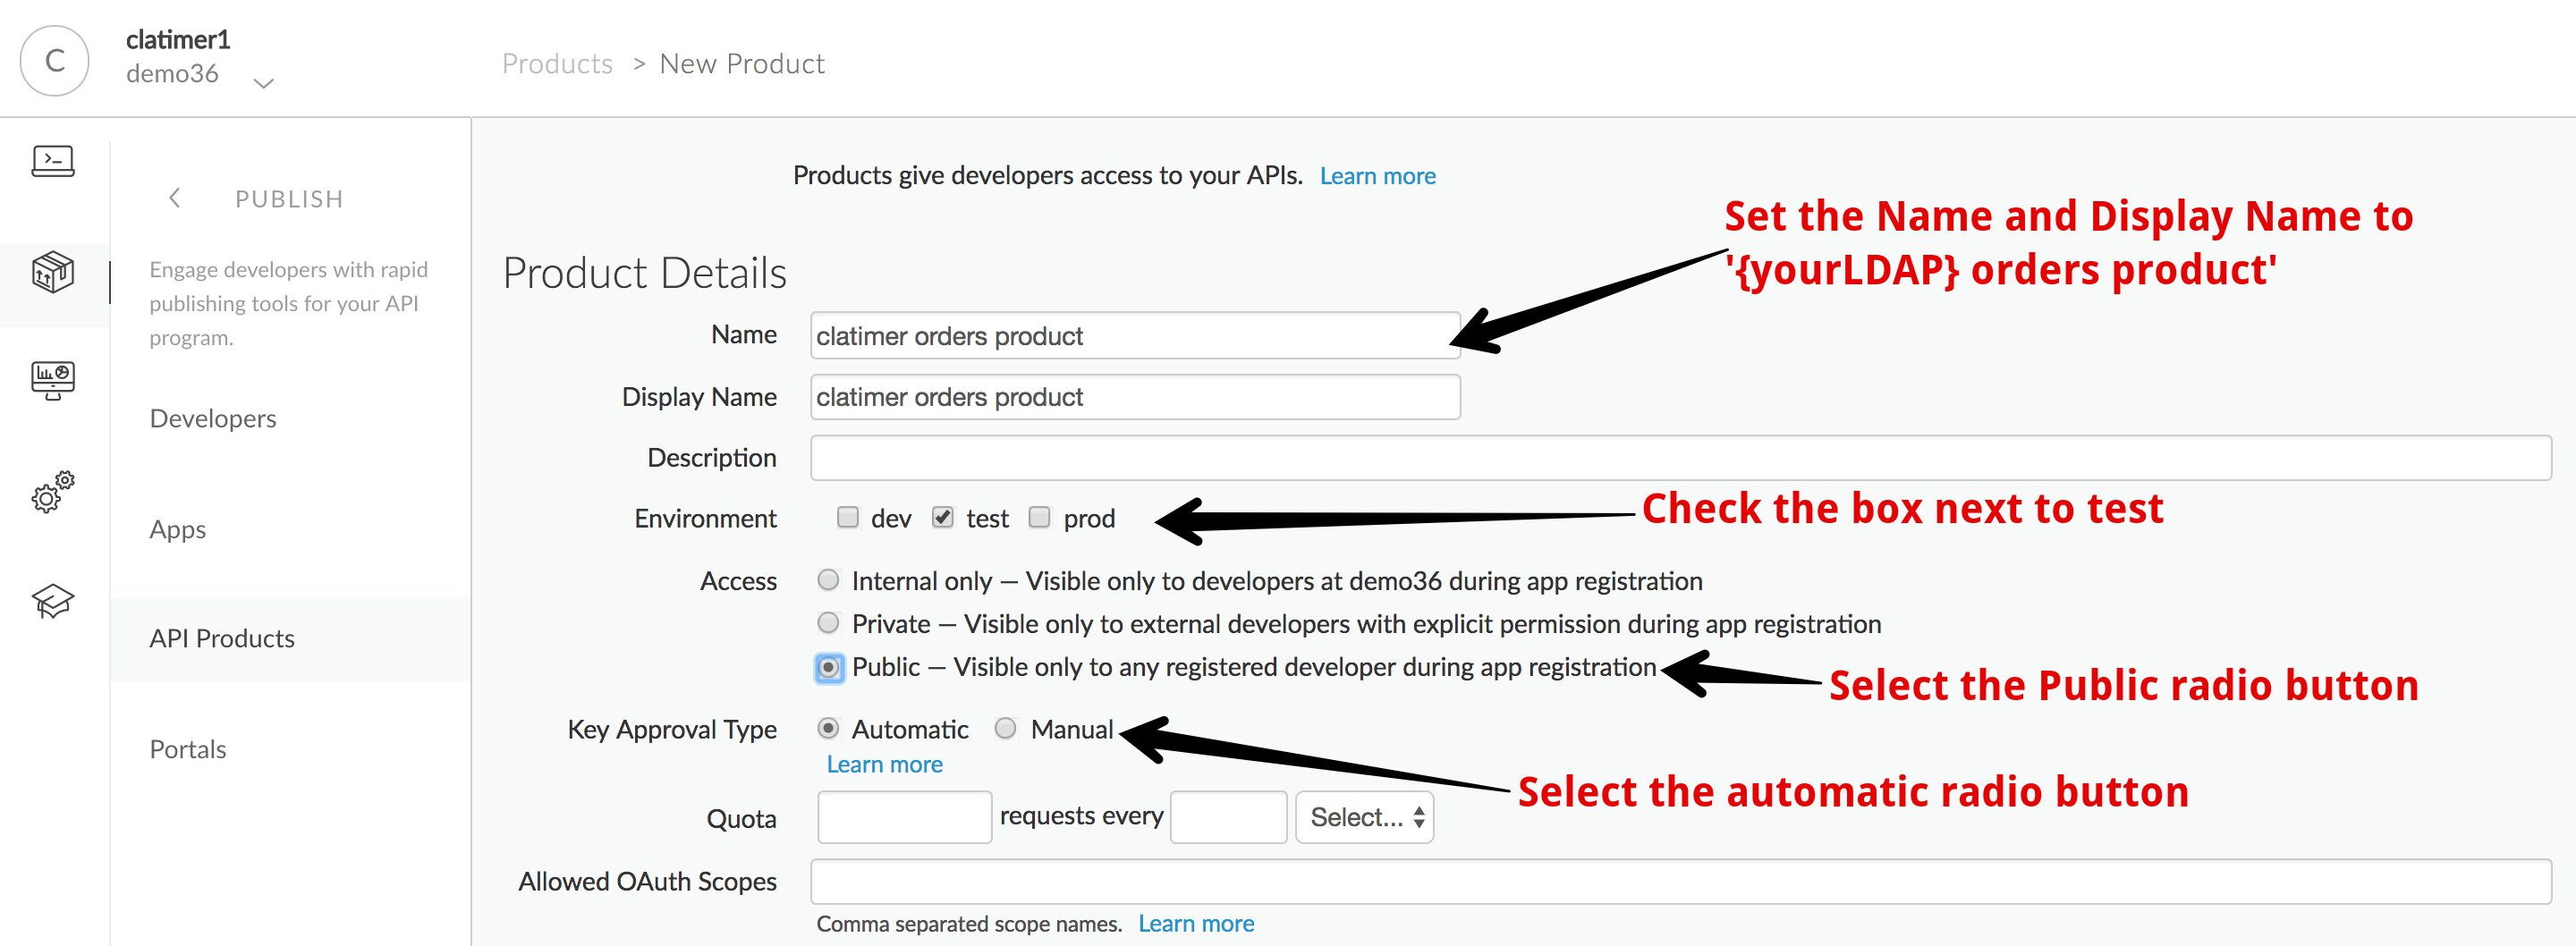 C
clatimer1
demo36
Products > New Product
PUBLISH
Engage developers with rapid
publishing tools for your API
program.
Developers
Apps
API Products
Portals
Products give developers access to your APIs. Learn more
Set the Name and Display Name to
'{yourLDAP} orders product'
Product Details
Name clatimer orders product
Display Name clatimer orders product
Description
Environment dev test prod
Check the box next to test
Access Internal only — Visible only to developers at demo36 during app registration
Private — Visible only to external developers with explicit permission during app registration
Public — Visible only to any registered developer during app registration
Select the Public radio button
Key Approval Type Automatic Manual
Learn more
Select the automatic radio button
Quota requests every Select...
Allowed OAuth Scopes
Comma separated scope names. Learn more